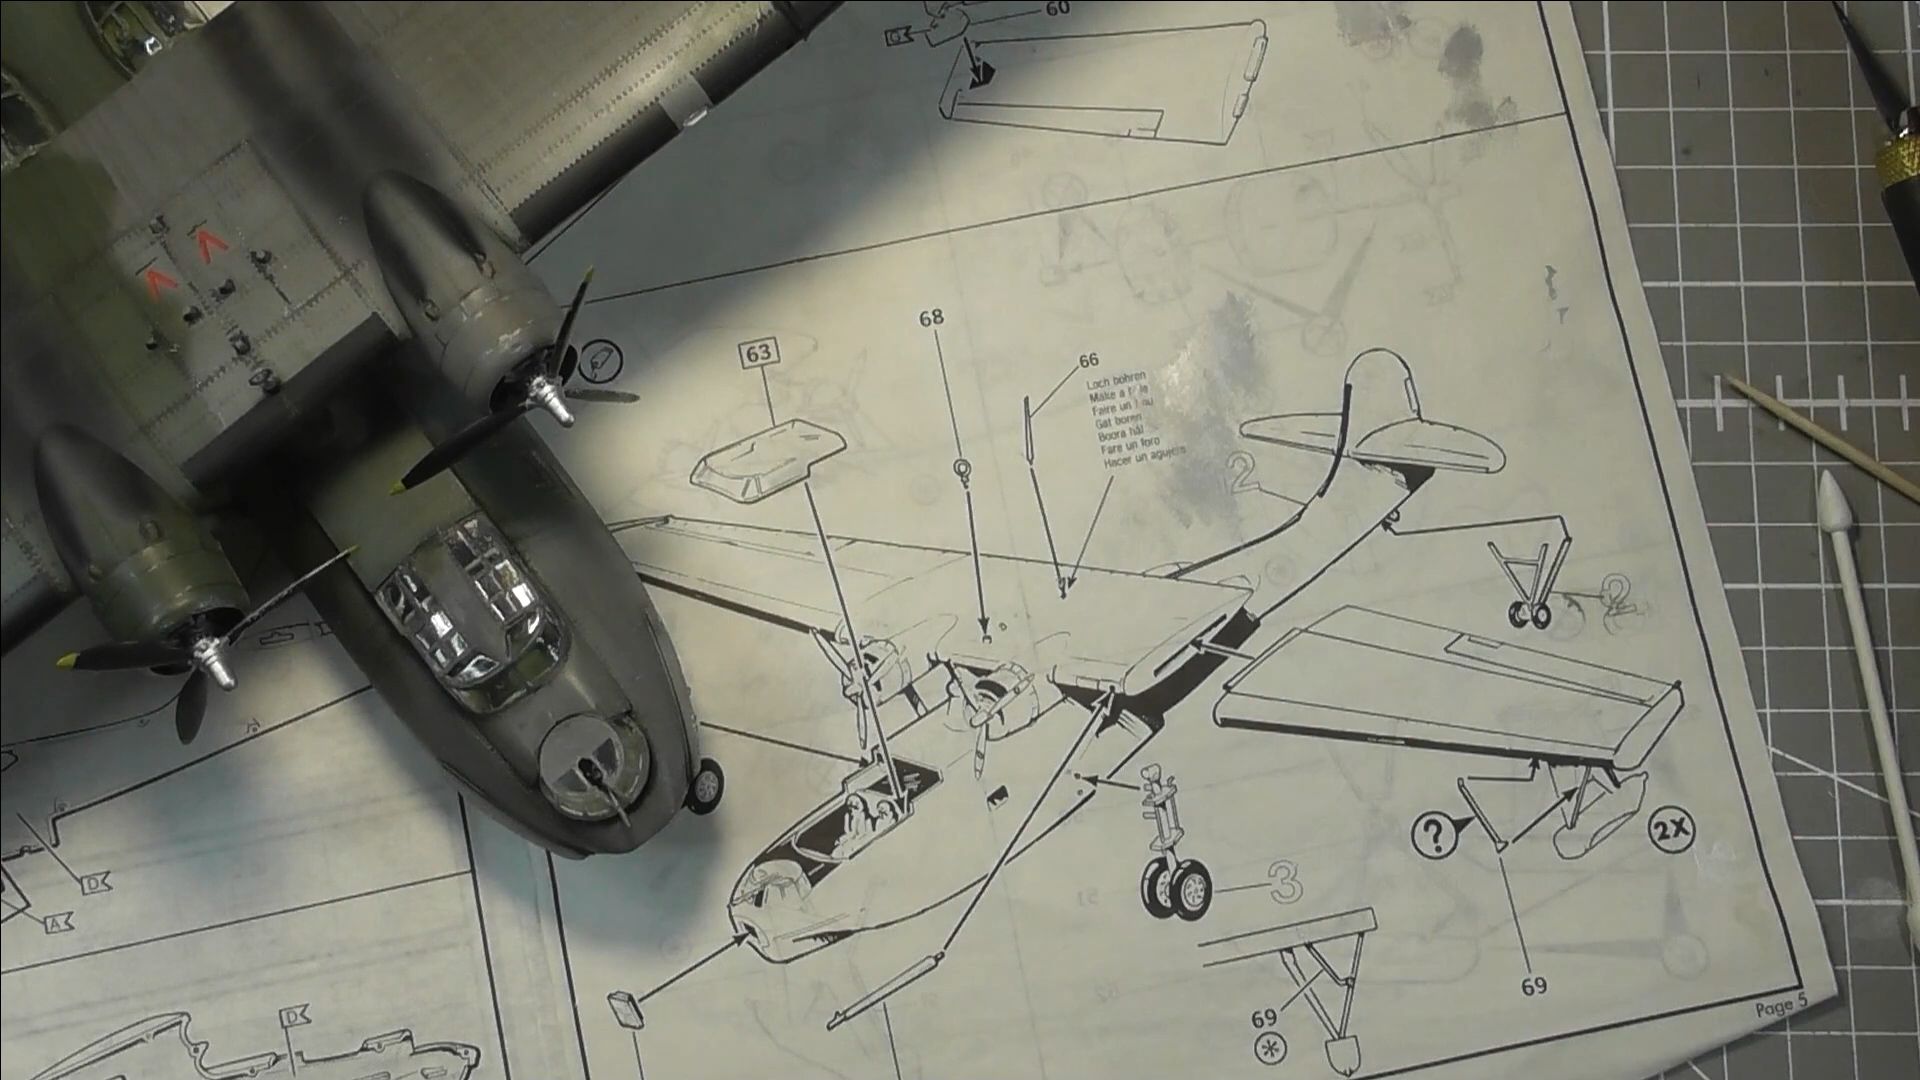 60
G
68
63
66
Loch bohren
Make a
Faire un
Gat boren
Boora hål
Fare un foro
Hacer un agujero
2
2
?
2X
3
D
A
69
69
*
D
Page 5